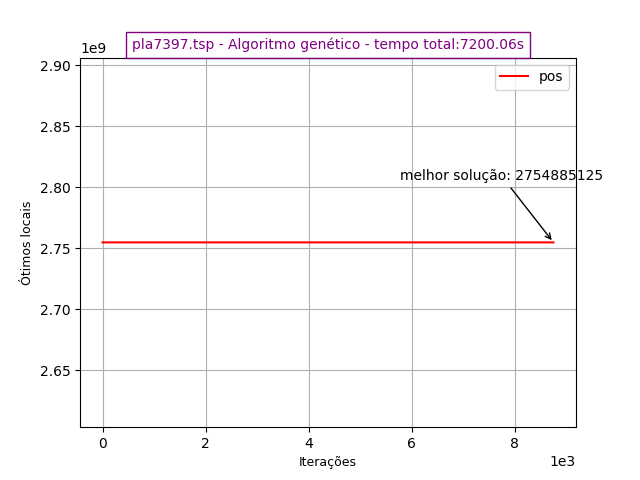 pla7397.tsp - Algoritmo genético - tempo total:7200.06s
1e9
2.90
2.85
2.80
2.75
2.70
2.65
Ótimos locais
pos
melhor solução: 2754885125
0
2
4
6
8
1e3
Iterações